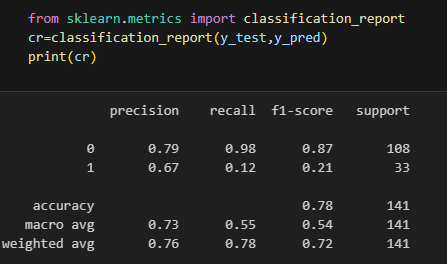 from sklearn.metrics import classification_report
cr=classification_report(y_test,y_pred)
print(cr)
precision recall f1-score support
0 0.79 0.98 0.87 108
1 0.67 0.12 0.21 33
accuracy 0.78 141
macro avg 0.73 0.55 0.54 141
weighted avg 0.76 0.78 0.72 141